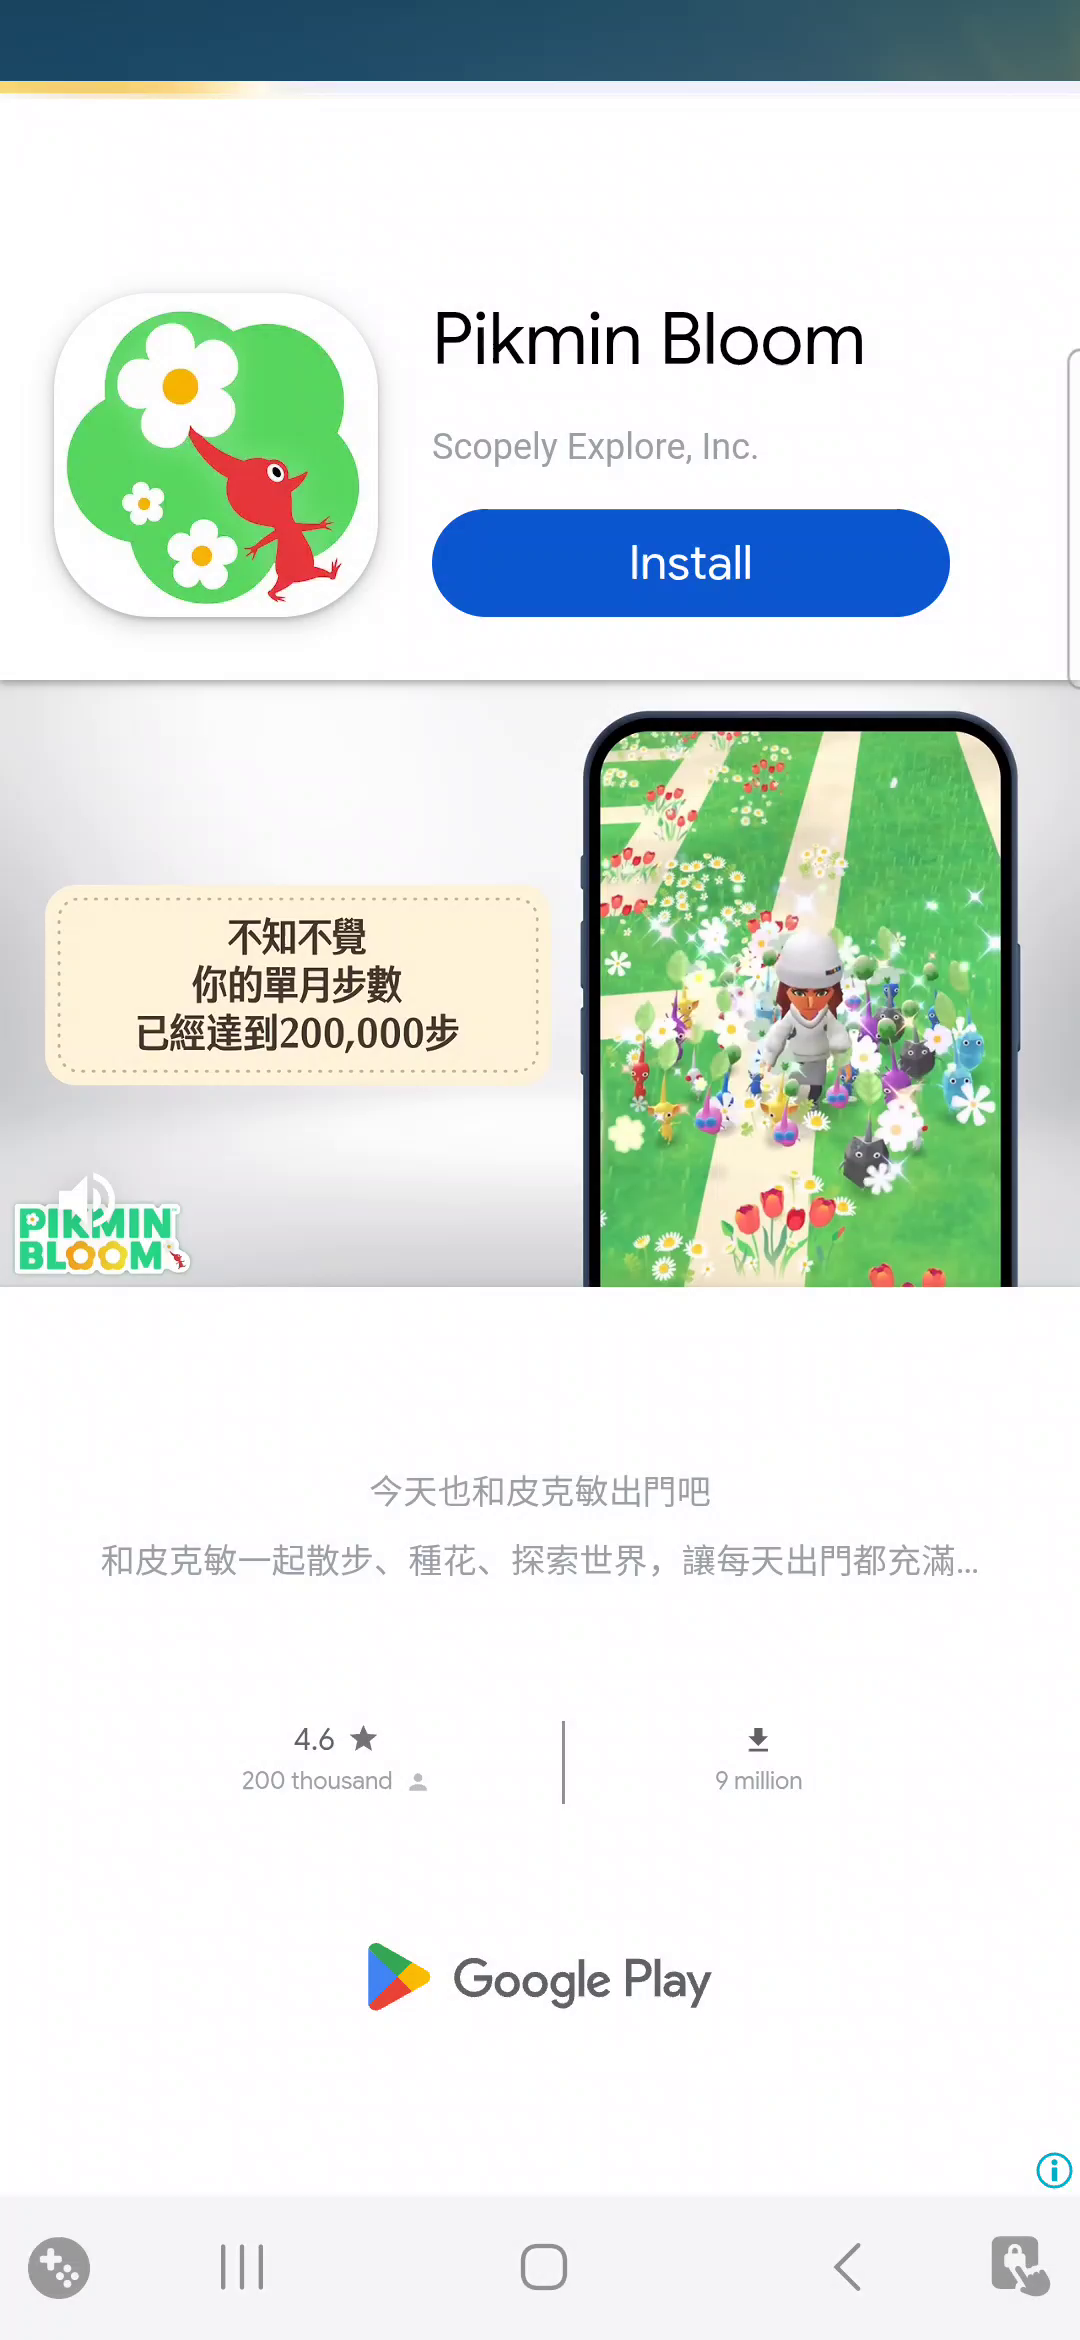 Pikmin Bloom
Scopely Explore, Inc.
Install
不知不覺
你的單月步數
已經達到200,000步
PIKMIN
BLOOM
今天也和皮克敏出門吧
和皮克敏一起散步、種花、探索世界，讓每天出門都充滿...
4.6
200 thousand
9 million
Google Play